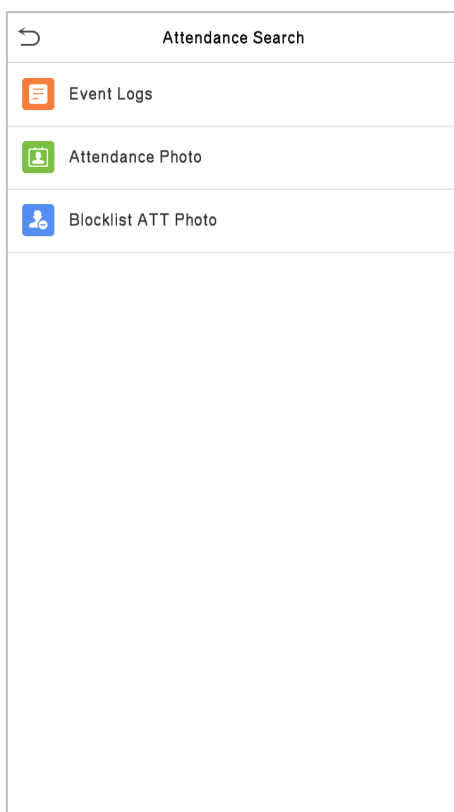 Attendance Search
Event Logs
Attendance Photo
Blocklist ATT Photo